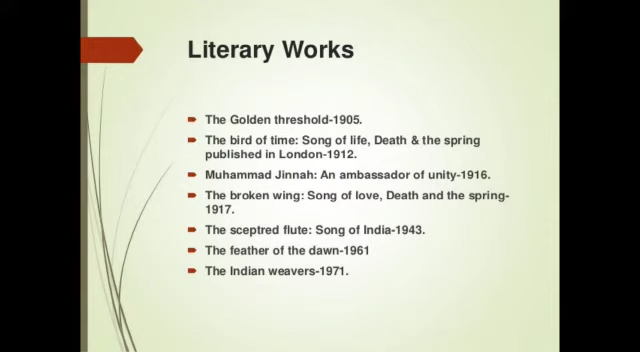 Literary Works
The Golden threshold-1905.
The bird of time: Song of life, Death & the spring
published in London-1912.
Muhammad Jinnah: An ambassador of unity-1916.
The broken wing: Song of love, Death and the spring-
1917.
The sceptred flute: Song of India-1943.
The feather of the dawn-1961
The Indian weavers-1971.